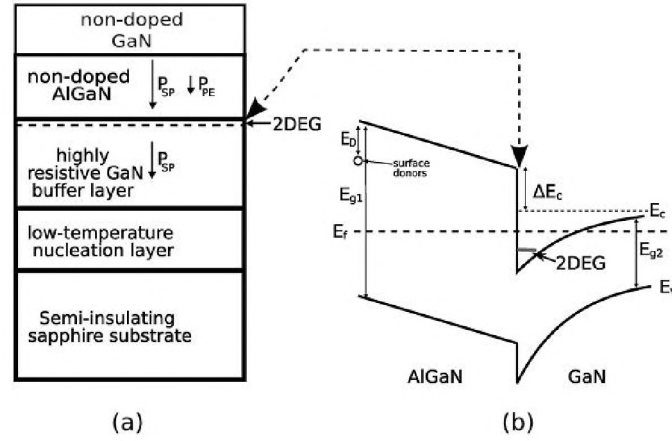 non-doped
GaN
non-doped
AlGaN
P_SP
P_PE
2DEG
highly
resistive GaN
buffer layer
P_SP
low-temperature
nucleation layer
Semi-insulating
sapphire substrate
(a)
E_D
surface
donors
E_g1
E_f
ΔE_c
E_c
E_g2
2DEG
AlGaN
GaN
(b)